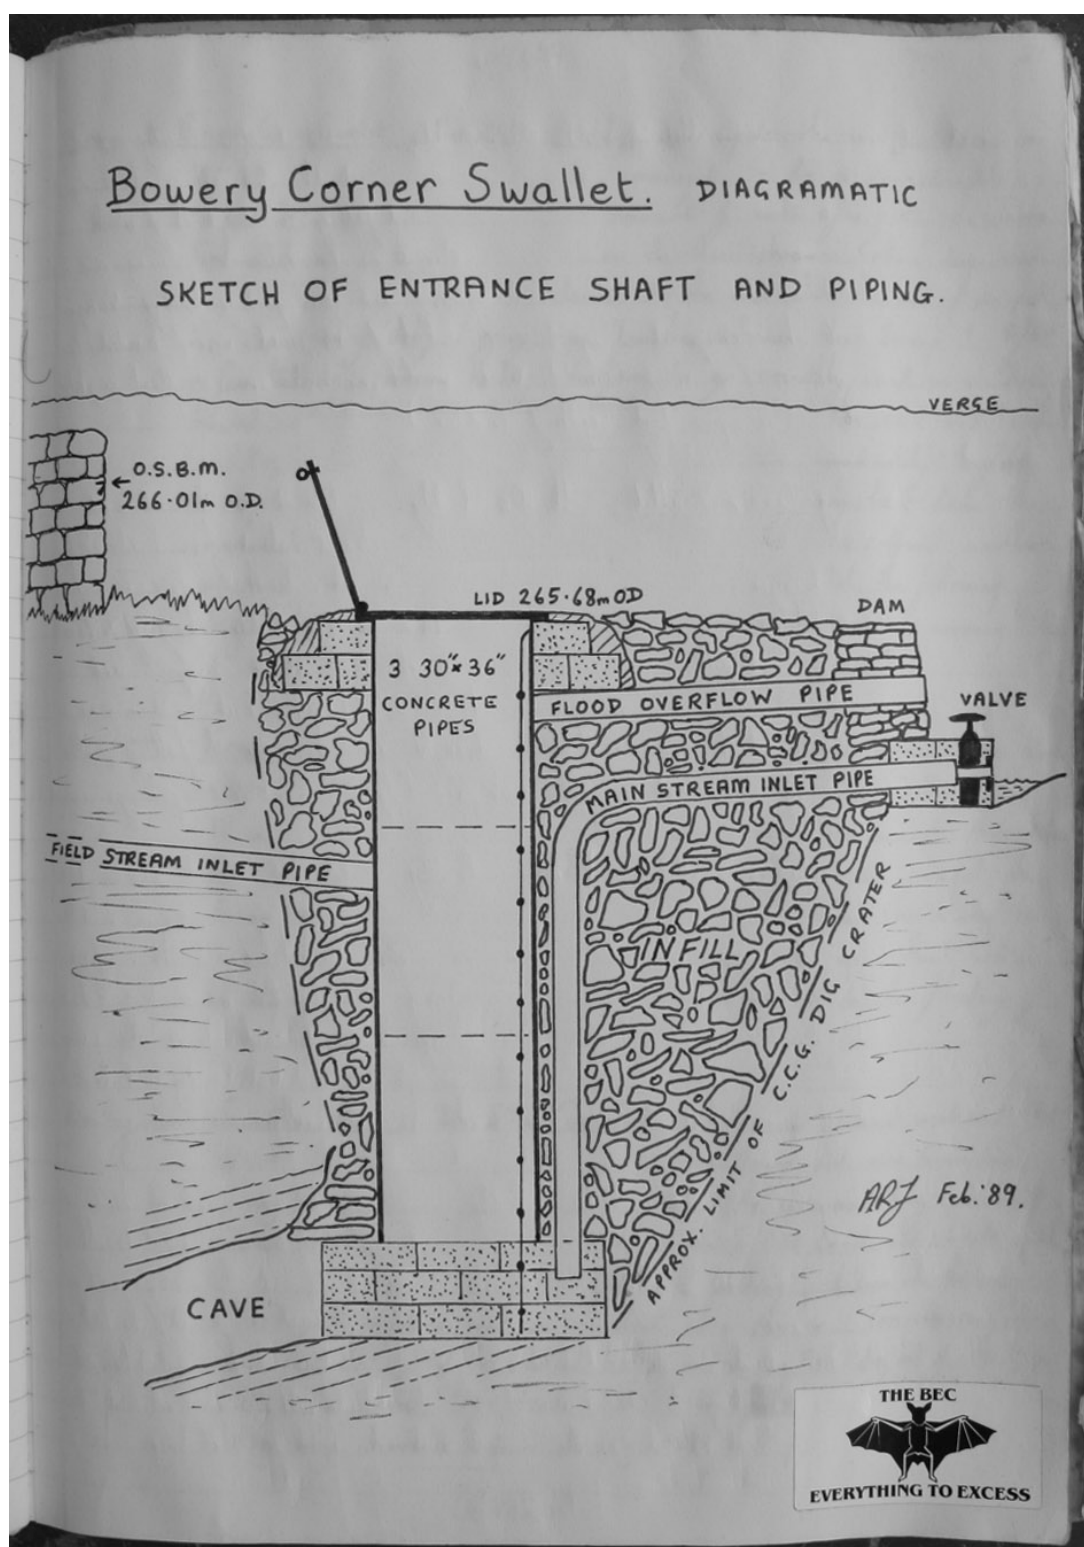 Bowery Corner Swallet. DIAGRAMATIC
SKETCH OF ENTRANCE SHAFT AND PIPING.
VERGE
O.S.B.M.
266·01m O.D.
LID 265·68m OD
DAM
3 30"x 36"
CONCRETE
PIPES
FLOOD OVERFLOW PIPE
VALVE
MAIN STREAM INLET PIPE
FIELD STREAM INLET PIPE
INFILL
APPROX. LIMIT OF C.C.G. DIG CRATER
ARJ Feb.'89.
CAVE
THE BEC
EVERYTHING TO EXCESS